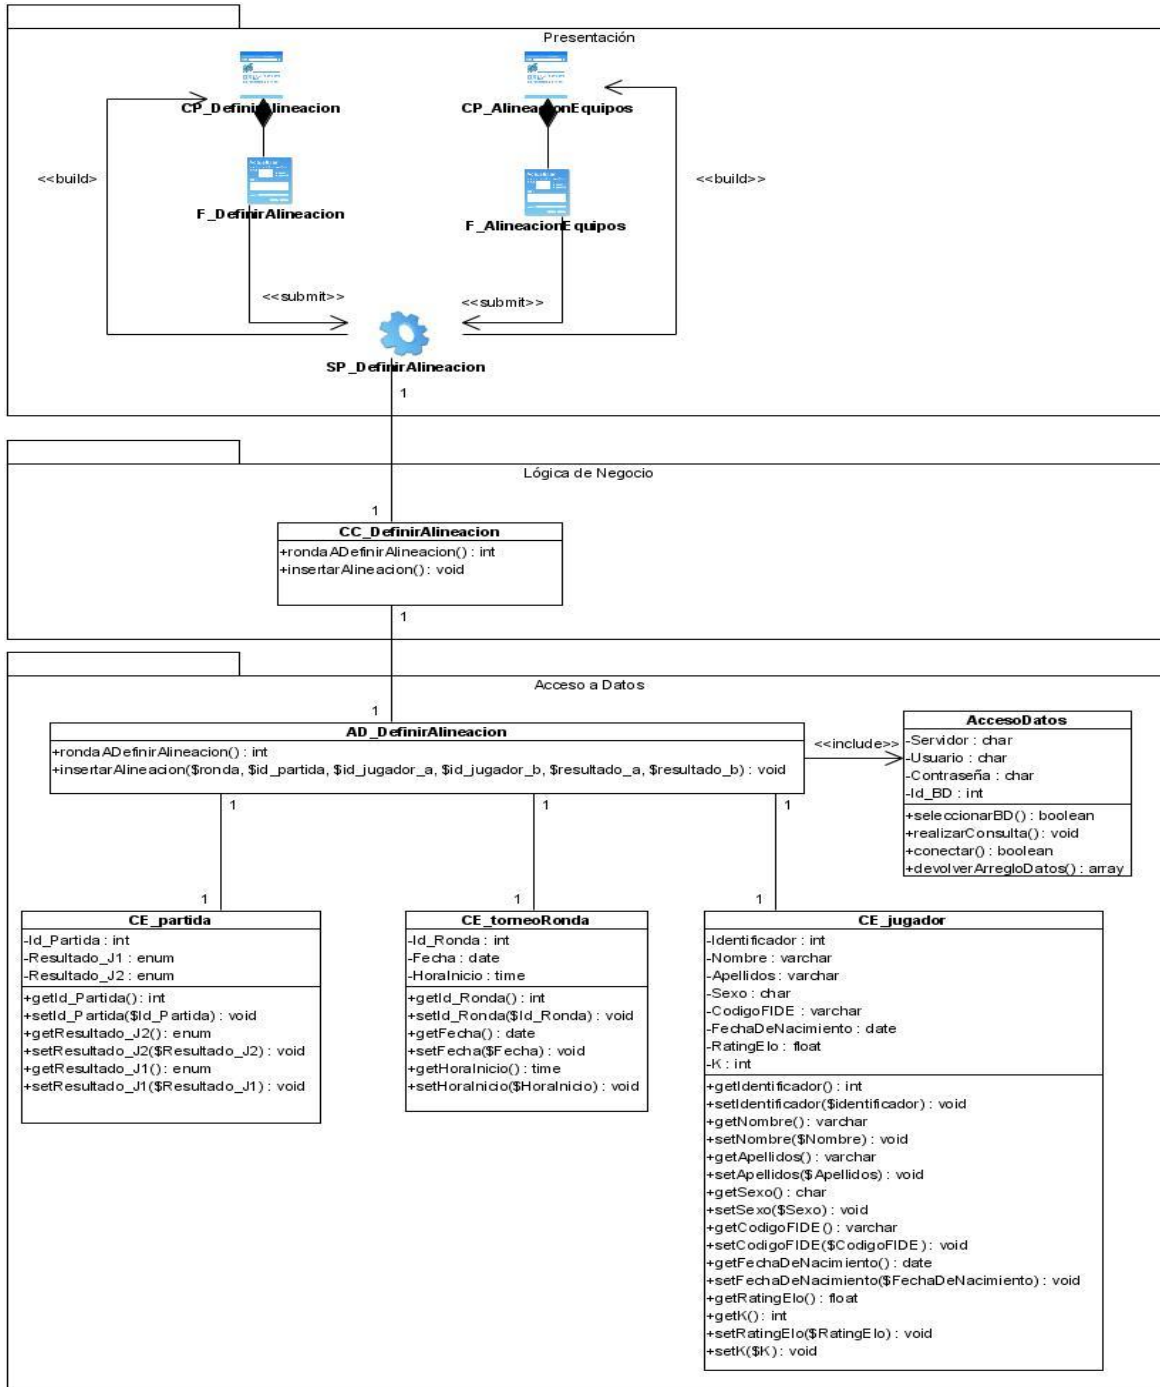 Presentación
CP_DefinirAlineacion
CP_AlineacionEquipos
<<build>
<<build>>
F_DefinirAlineacion
F_AlineacionEquipos
<<submit>>
<<submit>>
SP_DefinirAlineacion
1
Lógica de Negocio
1
CC_DefinirAlineacion
+rondaADefinirAlineacion() : int
+insertarAlineacion() : void
1
Acceso a Datos
1
AD_DefinirAlineacion
+rondaADefinirAlineacion() : int
+insertarAlineacion($ronda, $id_partida, $id_jugador_a, $id_jugador_b, $resultado_a, $resultado_b) : void
<<include>>
AccesoDatos
-Servidor : char
-Usuario : char
-Contraseña : char
-Id_BD : int
+seleccionarBD() : boolean
+realizarConsulta() : void
+conectar() : boolean
+devolverArregloDatos() : array
1
1
1
1
1
1
CE_partida
-Id_Partida : int
-Resultado_J1 : enum
-Resultado_J2 : enum
+getId_Partida() : int
+setId_Partida($Id_Partida) : void
+getResultado_J2() : enum
+setResultado_J2($Resultado_J2) : void
+getResultado_J1() : enum
+setResultado_J1($Resultado_J1) : void
CE_torneoRonda
-Id_Ronda : int
-Fecha : date
-HoraInicio : time
+getId_Ronda() : int
+setId_Ronda($Id_Ronda) : void
+getFecha() : date
+setFecha($Fecha) : void
+getHoraInicio() : time
+setHoraInicio($HoraInicio) : void
CE_jugador
-Identificador : int
-Nombre : varchar
-Apellidos : varchar
-Sexo : char
-CodigoFIDE : varchar
-FechaDeNacimiento : date
-RatingElo : float
-K : int
+getIdentificador() : int
+setIdentificador($identificador) : void
+getNombre() : varchar
+setNombre($Nombre) : void
+getApellidos() : varchar
+setApellidos($Apellidos) : void
+getSexo() : char
+setSexo($Sexo) : void
+getCodigoFIDE() : varchar
+setCodigoFIDE($CodigoFIDE) : void
+getFechaDeNacimiento() : date
+setFechaDeNacimiento($FechaDeNacimiento) : void
+getRatingElo() : float
+getK() : int
+setRatingElo($RatingElo) : void
+setK($K) : void